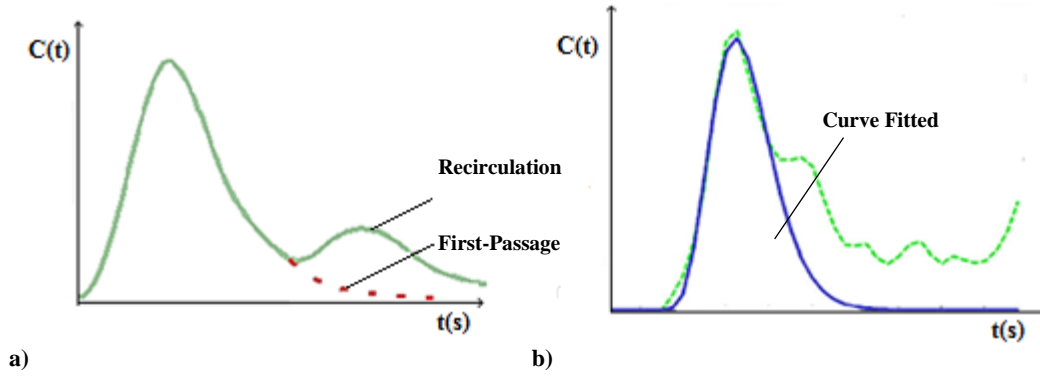 C(t)
Recirculation
First-Passage
t(s)
a)
C(t)
Curve Fitted
t(s)
b)